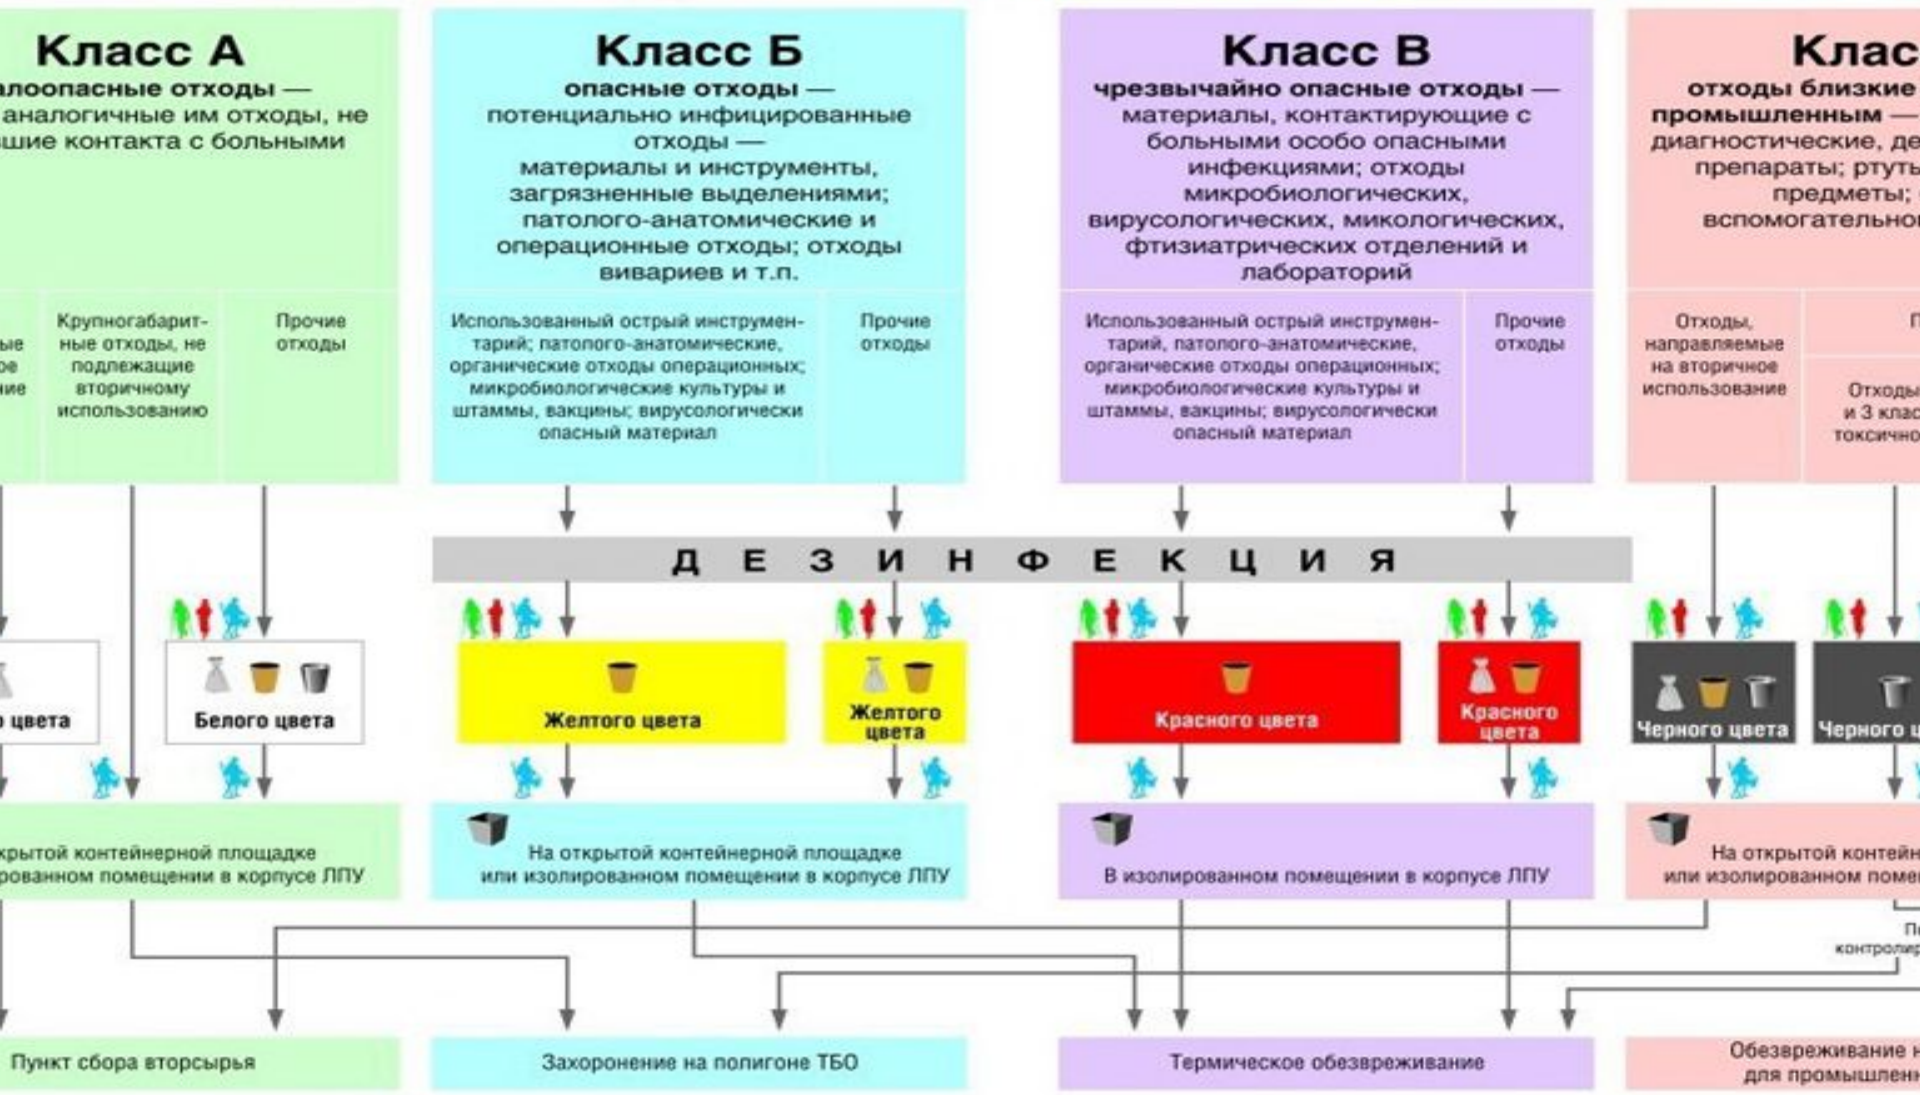 Класс А
алоопасные отходы —
аналогичные им отходы, не
вшие контакта с больными
ные
ое
ние
Крупногабарит-
ные отходы, не
подлежащие
вторичному
использованию
Прочие
отходы
Класс Б
опасные отходы —
потенциально инфицированные
отходы —
материалы и инструменты,
загрязненные выделениями;
патолого-анатомические и
операционные отходы; отходы
вивариев и т.п.
Использованный острый инструмен-
тарий; патолого-анатомические,
органические отходы операционных;
микробиологические культуры и
штаммы, вакцины; вирусологически
опасный материал
Прочие
отходы
Класс В
чрезвычайно опасные отходы —
материалы, контактирующие с
больными особо опасными
инфекциями; отходы
микробиологических,
вирусологических, микологических,
фтизиатрических отделений и
лабораторий
Использованный острый инструмен-
тарий, патолого-анатомические,
органические отходы операционных;
микробиологические культуры и
штаммы, вакцины; вирусологически
опасный материал
Прочие
отходы
Клас
отходы близкие
промышленным —
диагностические, де
препараты; ртуть
предметы;
вспомогательно
Отходы,
направляемые
на вторичное
использование
П
Отходы
и 3 клас
токсично
ДЕЗИНФЕКЦИЯ
о цвета
Белого цвета
Желтого цвета
Желтого
цвета
Красного цвета
Красного
цвета
Черного цвета
Черного ц
крытой контейнерной площадке
рованном помещении в корпусе ЛПУ
На открытой контейнерной площадке
или изолированном помещении в корпусе ЛПУ
В изолированном помещении в корпусе ЛПУ
На открытой контейн
или изолированном поме
контролир
Пункт сбора вторсырья
Захоронение на полигоне ТБО
Термическое обезвреживание
Обезвреживание н
для промышленн